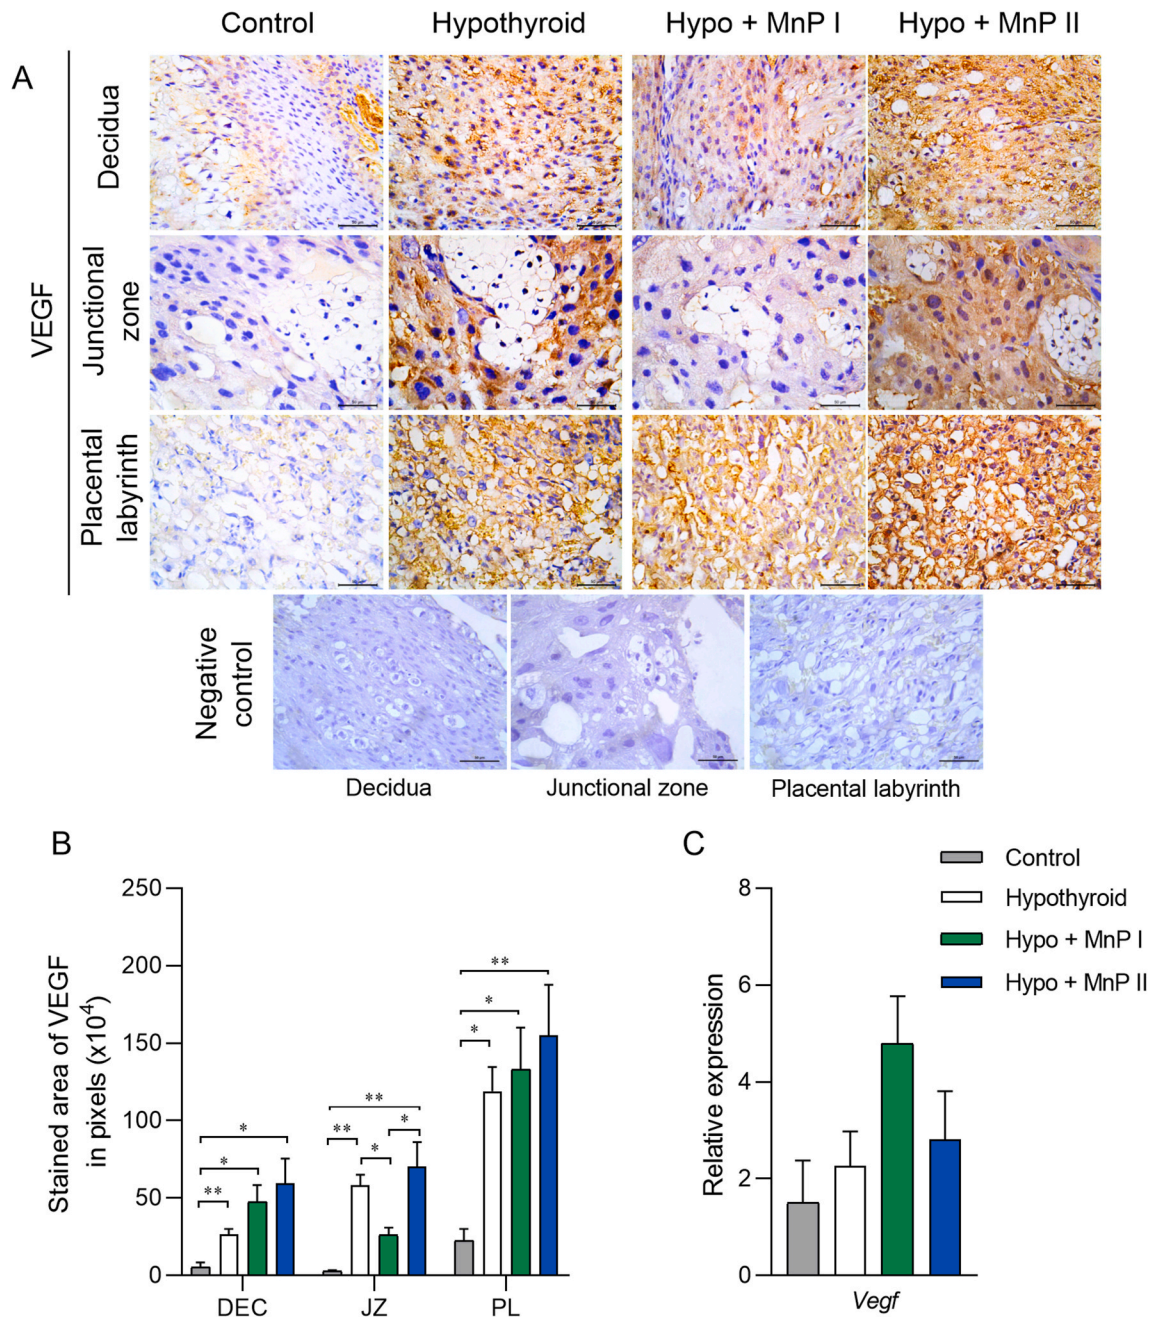 Control
Hypothyroid
Hypo + MnP I
Hypo + MnP II
A
VEGF
Decidua
Junctional
zone
Placental
labyrinth
Negative
control
Decidua
Junctional zone
Placental labyrinth
B
Stained area of VEGF
in pixels (x10⁴)
250
200
150
100
50
0
**
*
*
**
*
*
**
*
*
**
DEC
JZ
PL
C
Relative expression
8
6
4
2
0
Vegf
Control
Hypothyroid
Hypo + MnP I
Hypo + MnP II